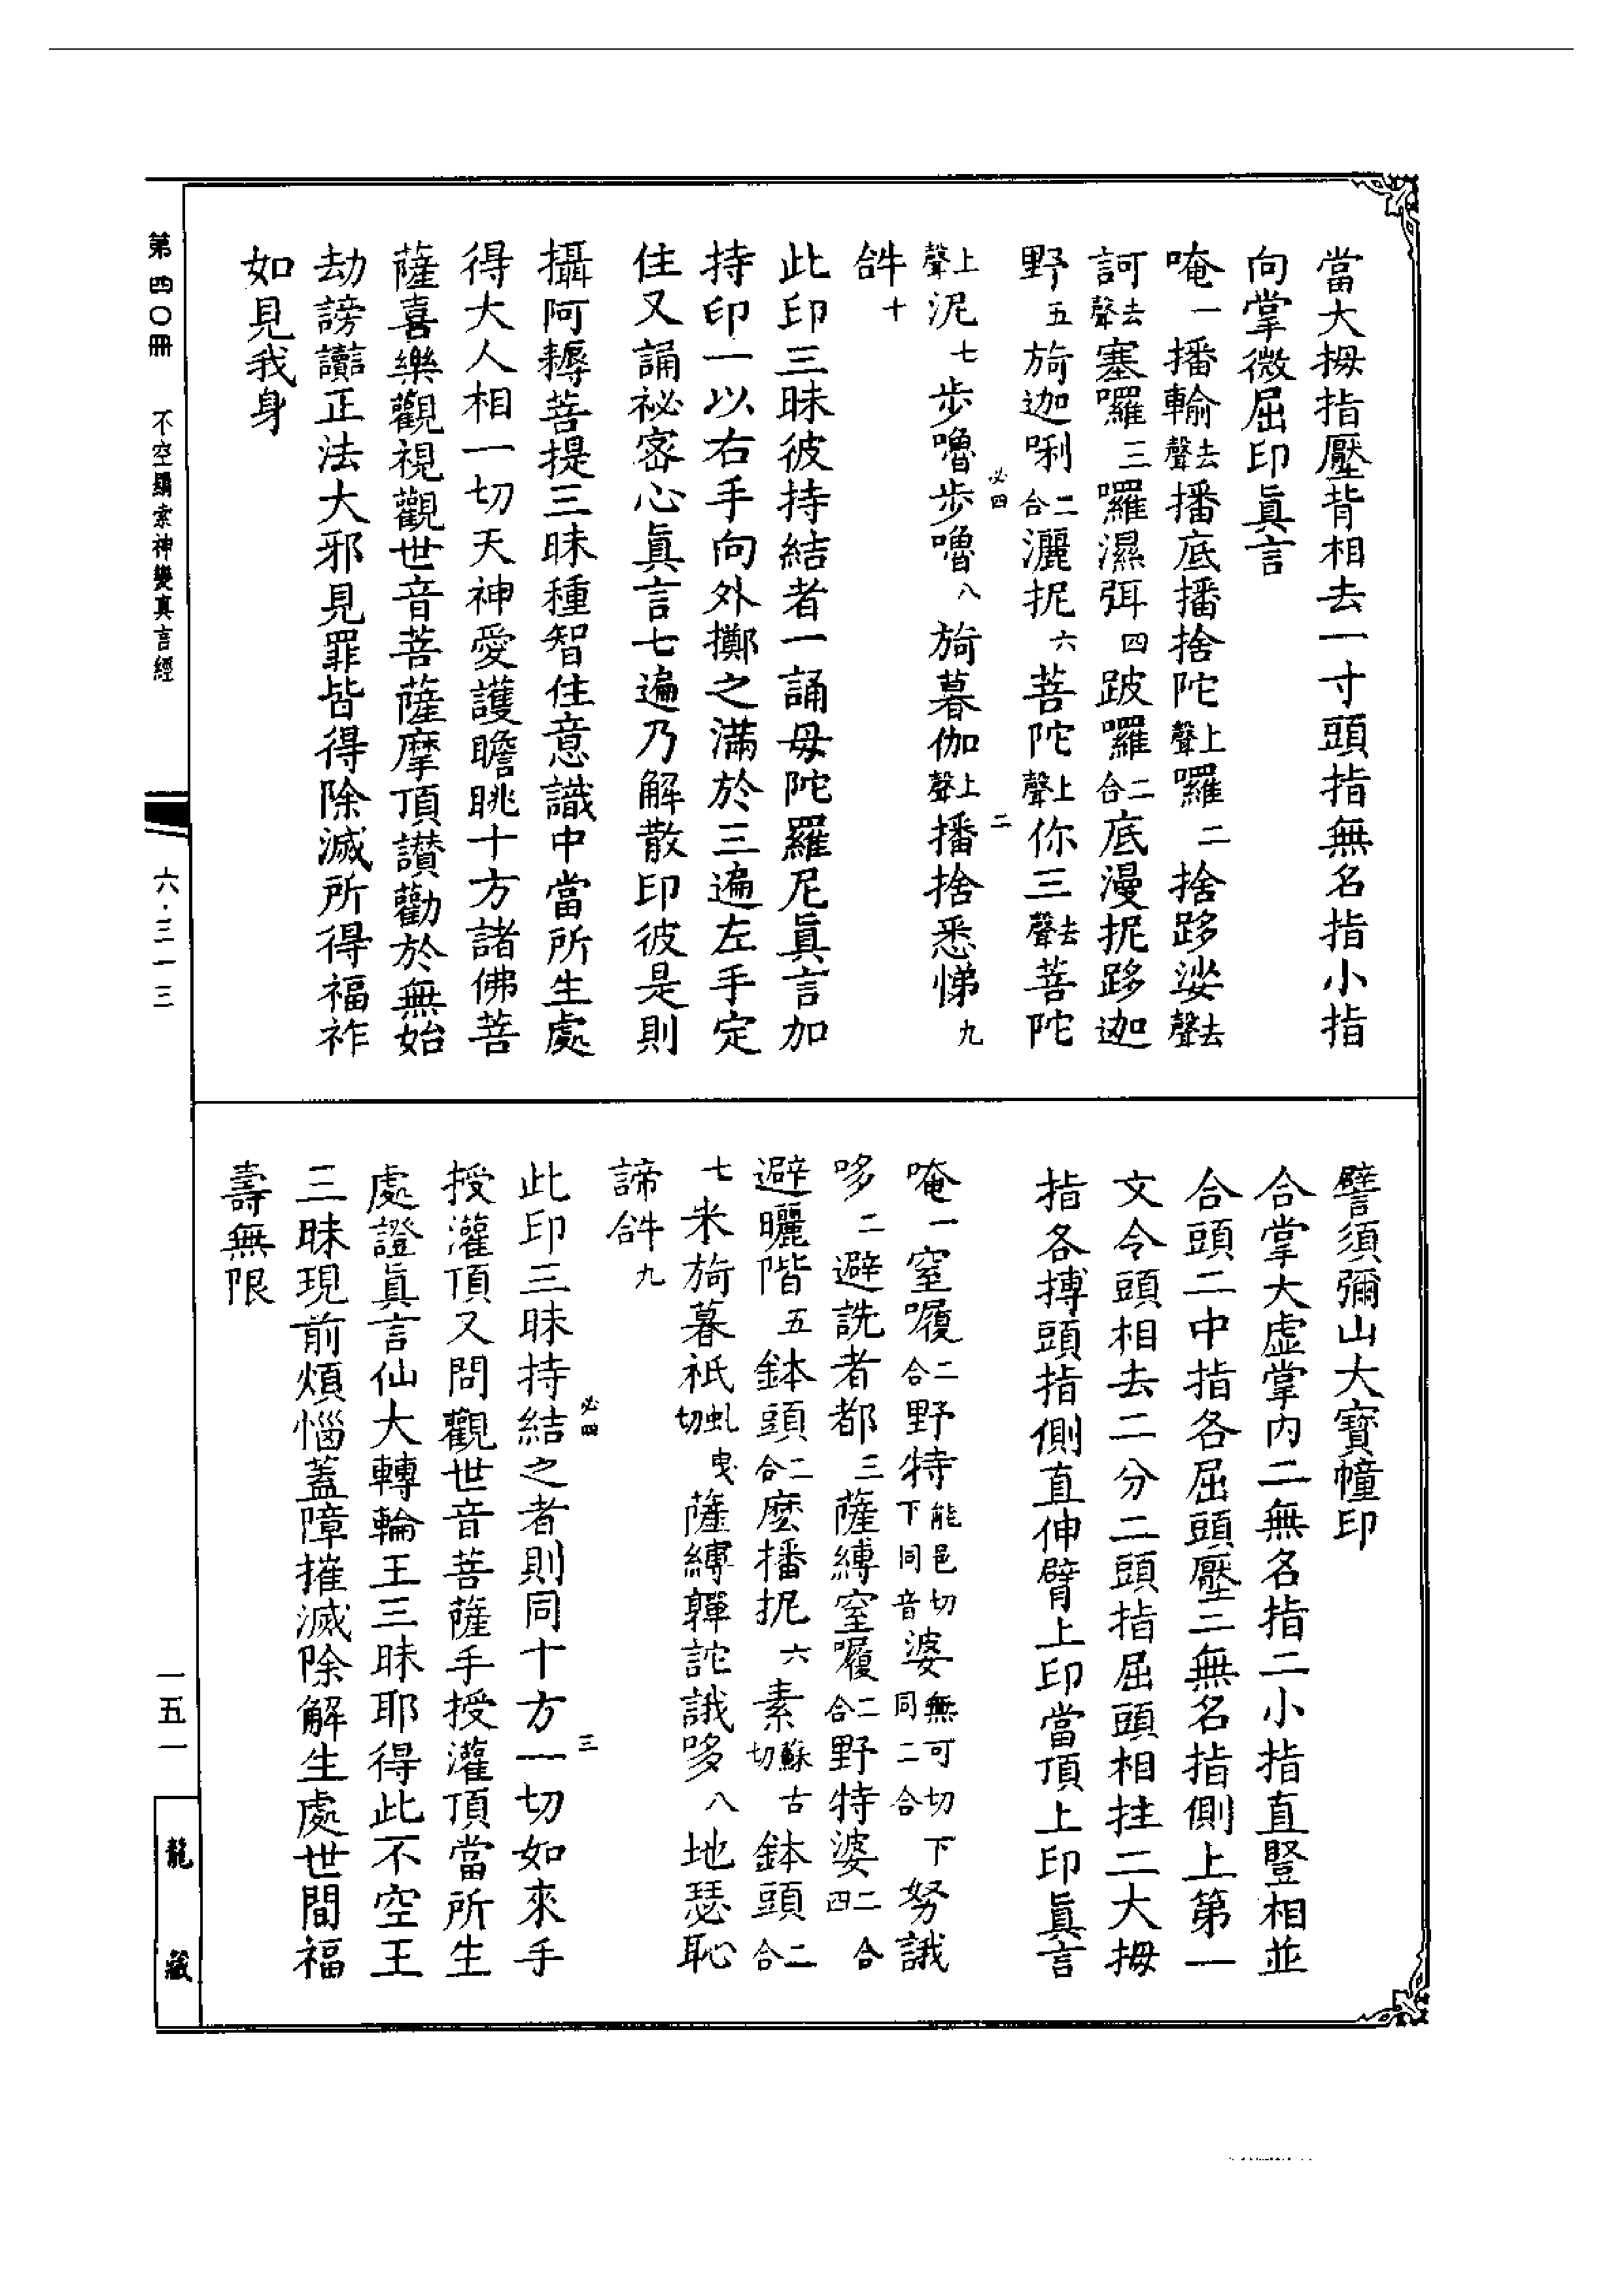 當大拇指壓背相去一寸頭指無名指小指
向掌微屈印眞言
唵一播輸去聲播底播捨陀上聲羅二捨跢娑去聲
訶去聲塞囉三囉濕弭四跛囉二合底漫抳跢迦
野五旖迦唎二合灑抳六菩陀上聲你三去聲菩陀
上聲泥七步嚕步嚕八旖暮伽上聲播捨悉悌九
𤙖十
此印三昧彼持結者一誦毋陀羅尼眞言加
持印一以右手向外擲之滿於三遍左手定
住又誦祕密心眞言七遍乃解散印彼是則
攝阿耨菩提三昧種智住意識中當所生處
得大人相一切天神愛護瞻眺十方諸佛菩
薩喜樂觀視觀世音菩薩摩頂讃勸於無始
劫謗讟正法大邪見罪皆得除滅所得福祚
如見我身
必四
二
譬須彌山大寶幢印
合掌大虛掌內二無名指二小指直豎相並
合頭二中指各屈頭壓二無名指側上第一
文令頭相去二分二頭指屈頭相拄二大拇
指各摶頭指側直伸臂上印當頂上印眞言
唵一窒㘑二合野特能邑切下同音婆無可切下同二合努誐
哆二避詵者都三薩縛窒㘑二合野特婆二合四
避曬階五鉢頭二合麼播抳六素蘇古切鉢頭二合
七米旖暮祇虬曳切薩縛韗詑誐哆八地瑟恥
諦𤙖九
此印三昧持結之者則同十方一切如來手
授灌頂又問觀世音菩薩手授灌頂當所生
處證眞言仙大轉輪王三昧耶得此不空王
三昧現前煩惱蓋障摧滅除解生處世間福
壽無限
必四
三
第四〇冊 不空羂索神變真言經
六·三一三
一五一
龍藏